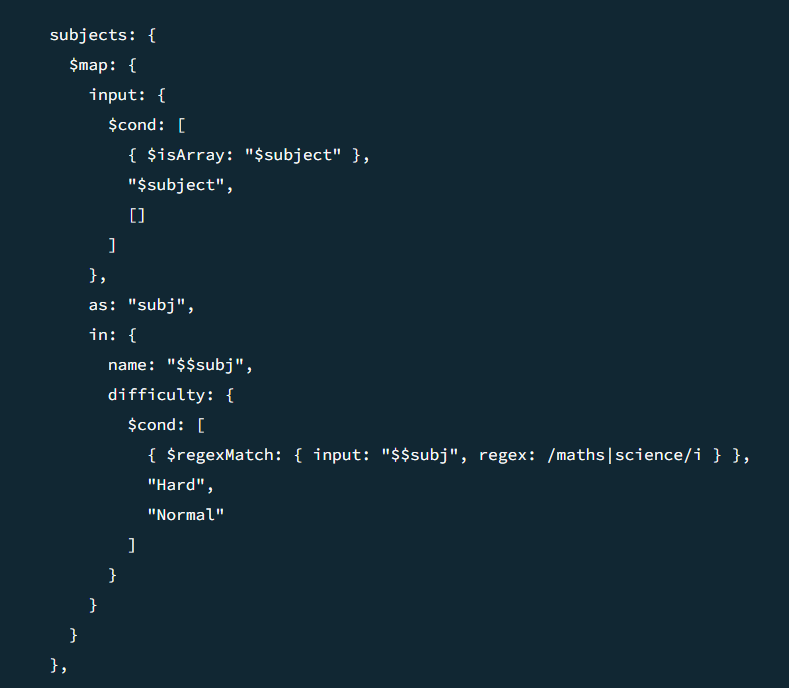 subjects: {
$map: {
input: {
$cond: [
{ $isArray: "$subject" },
"$subject",
[]
]
},
as: "subj",
in: {
name: "$$subj",
difficulty: {
$cond: [
{ $regexMatch: { input: "$$subj", regex: /maths|science/i } },
"Hard",
"Normal"
]
}
}
}
},